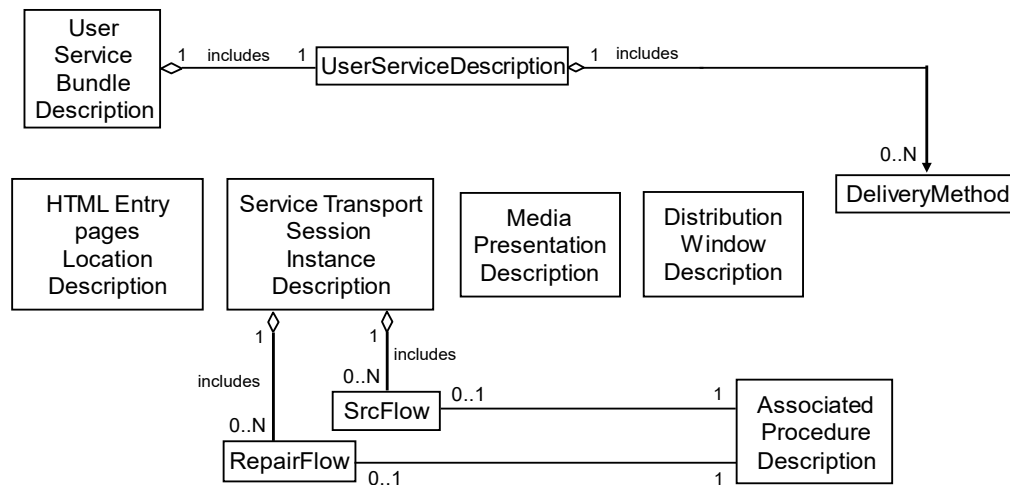 User
Service
Bundle
Description
1 includes 1
UserServiceDescription
1 includes
0..N
DeliveryMethod
HTML Entry
pages
Location
Description
Service Transport
Session
Instance
Description
Media
Presentation
Description
Distribution
Window
Description
1
includes
0..N
1
includes
0..N
SrcFlow
0..1
1
RepairFlow
0..1
1
Associated
Procedure
Description